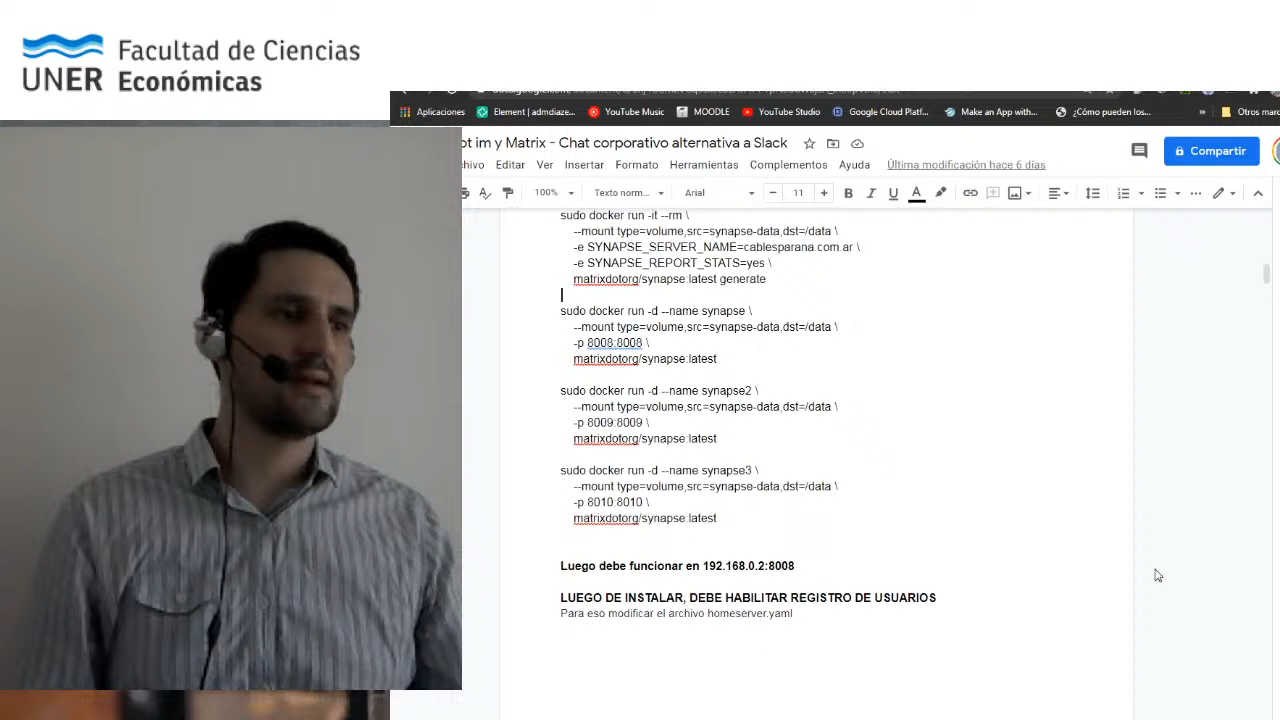 UNER
Facultad de Ciencias
Económicas
Aplicaciones
Element | admdiaze...
YouTube Music
MOODLE
YouTube Studio
Google Cloud Platf...
Make an App with...
¿Cómo pueden los...
»
Otros marc
ot im y Matrix - Chat corporativo alternativa a Slack
Compartir
hivo Editar Ver Insertar Formato Herramientas Complementos Ayuda Última modificación hace 6 días
100% Texto norm... Arial 11 B I U A
sudo docker run -it --rm \
--mount type=volume,src=synapse-data,dst=/data \
-e SYNAPSE_SERVER_NAME=cablesparana.com.ar \
-e SYNAPSE_REPORT_STATS=yes \
matrixdotorg/synapse:latest generate
sudo docker run -d --name synapse \
--mount type=volume,src=synapse-data,dst=/data \
-p 8008:8008 \
matrixdotorg/synapse:latest
sudo docker run -d --name synapse2 \
--mount type=volume,src=synapse-data,dst=/data \
-p 8009:8009 \
matrixdotorg/synapse:latest
sudo docker run -d --name synapse3 \
--mount type=volume,src=synapse-data,dst=/data \
-p 8010:8010 \
matrixdotorg/synapse:latest
Luego debe funcionar en 192.168.0.2:8008
LUEGO DE INSTALAR, DEBE HABILITAR REGISTRO DE USUARIOS
Para eso modificar el archivo homeserver.yaml